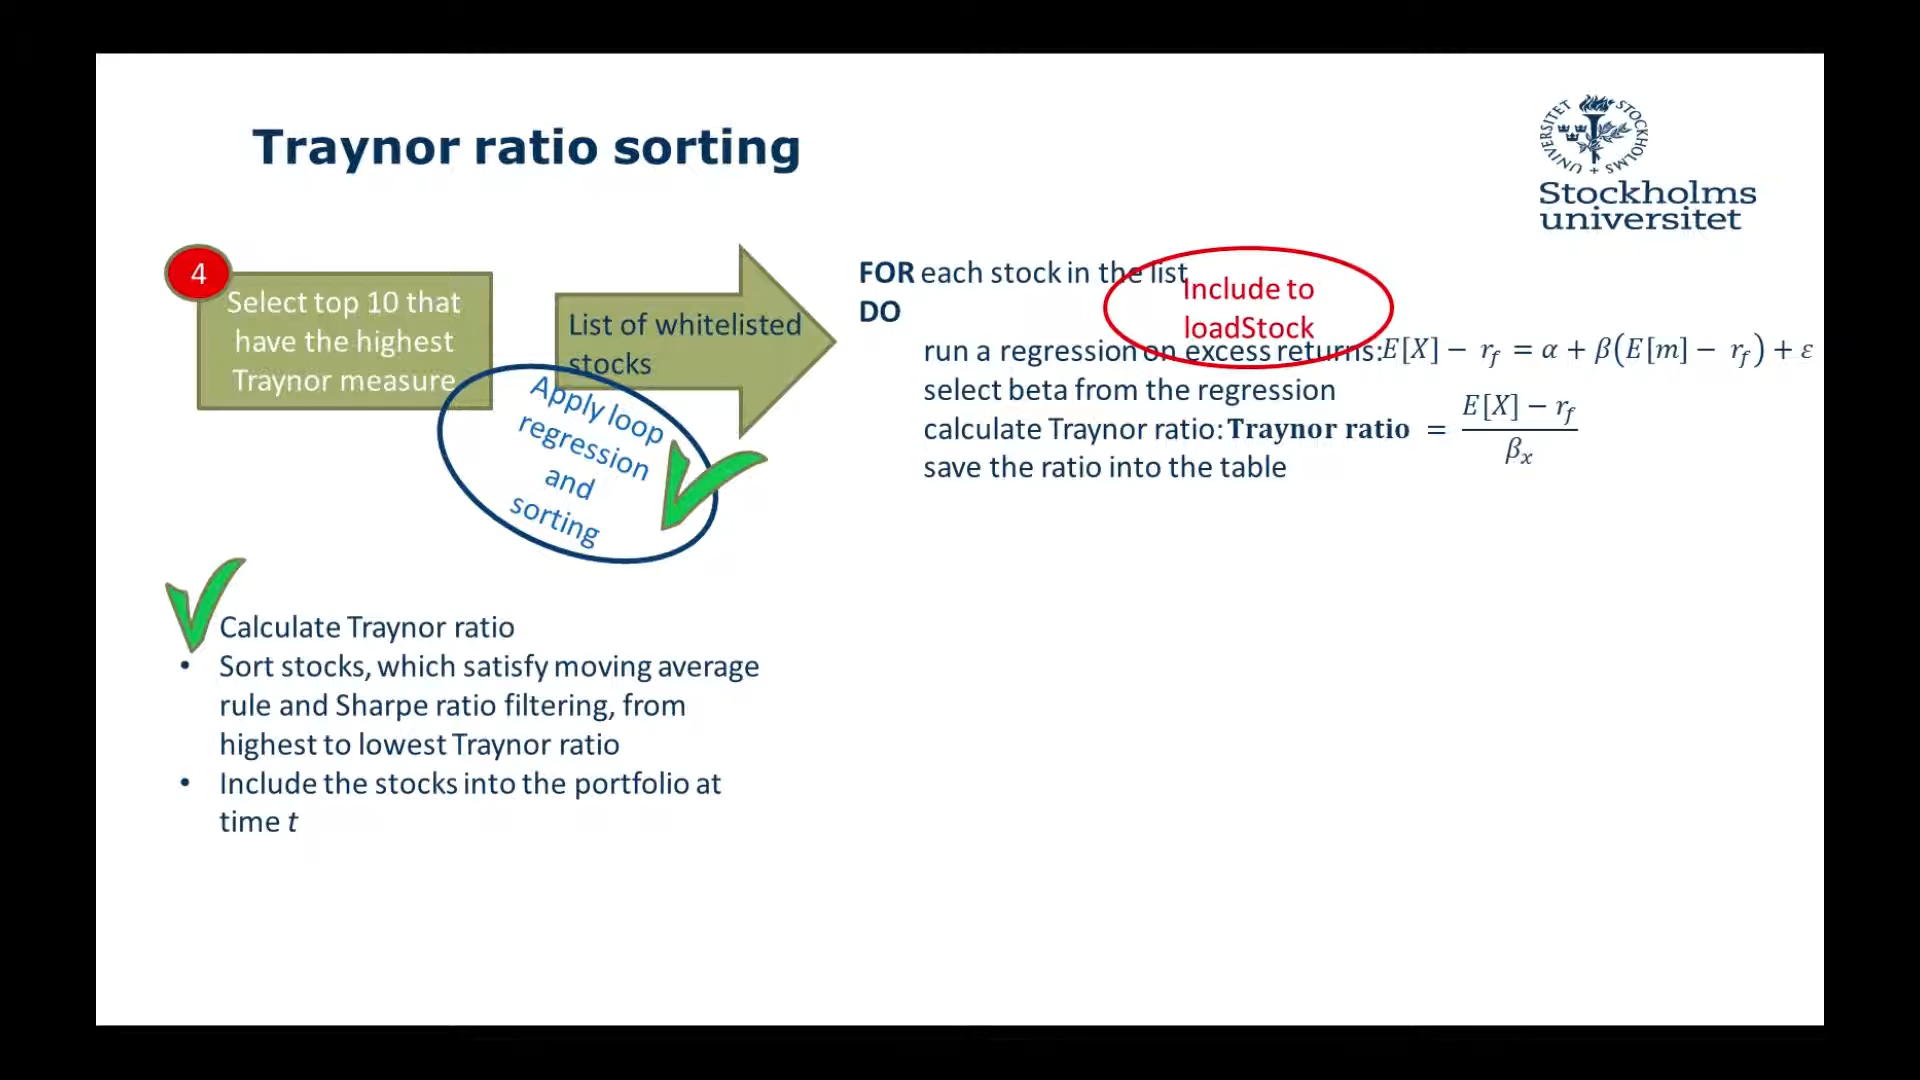 Traynor ratio sorting
UNIVERSITET STOCKHOLMS
Stockholms
universitet
4
Select top 10 that
have the highest
Traynor measure
List of whitelisted
stocks
Apply loop
regression
and
sorting
FOR each stock in the list
DO
Include to
loadStock
run a regression on excess returns: E[X] − r_f = α + β(E[m] − r_f) + ε
select beta from the regression
calculate Traynor ratio: Traynor ratio = \frac{E[X] − r_f}{β_x}
save the ratio into the table
Calculate Traynor ratio
• Sort stocks, which satisfy moving average
rule and Sharpe ratio filtering, from
highest to lowest Traynor ratio
• Include the stocks into the portfolio at
time t